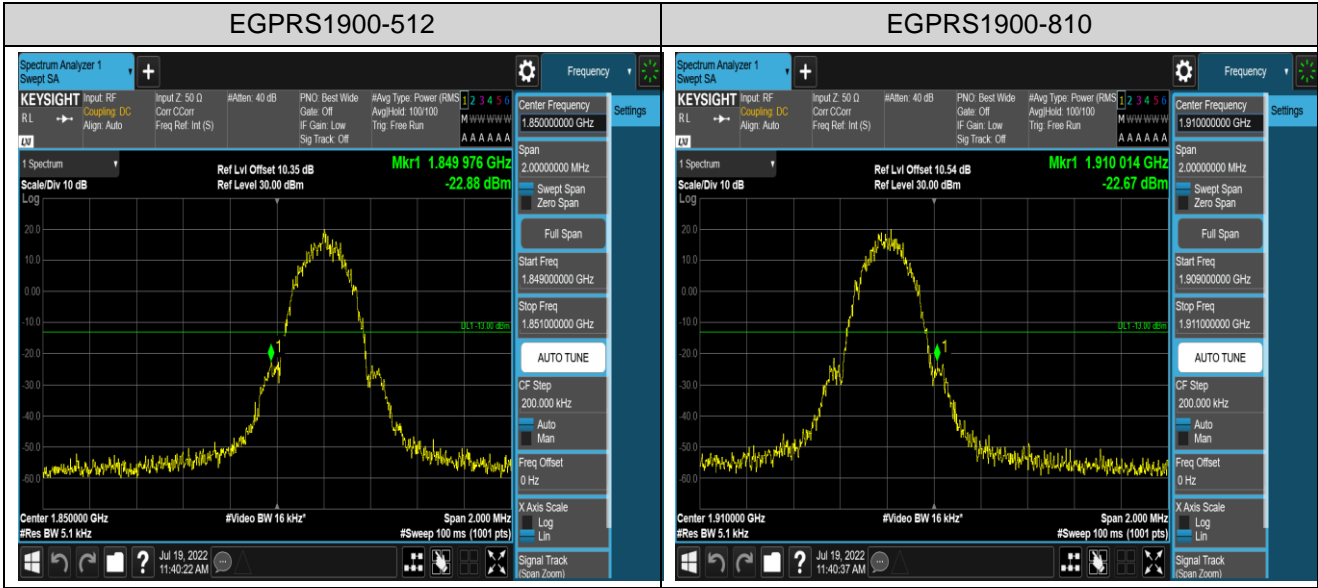 EGPRS1900-512
EGPRS1900-810
Spectrum Analyzer 1
Swept SA
Frequency
KEYSIGHT
Input: RF
Input Z: 50 Ω
#Atten: 40 dB
PNO: Best Wide
#Avg Type: Power (RMS
1 2 3 4 5 6
RL
Coupling: DC
Corr CCorr
Gate: Off
Avg|Hold: 100/100
M W W W W W
Align: Auto
Freq Ref: Int (S)
IF Gain: Low
Trig: Free Run
Sig Track: Off
A A A A A A
LXI
Center Frequency
1.850000000 GHz
Settings
Span
2.00000000 MHz
Swept Span
Zero Span
Full Span
Start Freq
1.849000000 GHz
Stop Freq
1.851000000 GHz
AUTO TUNE
CF Step
200.000 kHz
Auto
Man
Freq Offset
0 Hz
X Axis Scale
Log
Lin
Signal Track
(Span Zoom)
1 Spectrum
Ref Lvl Offset 10.35 dB
Mkr1 1.849 976 GHz
Scale/Div 10 dB
Ref Level 30.00 dBm
-22.88 dBm
Log
20.0
10.0
0.00
-10.0
DL1 -13.00 dBm
-20.0
1
-30.0
-40.0
-50.0
-60.0
Center 1.850000 GHz
#Video BW 16 kHz*
Span 2.000 MHz
#Res BW 5.1 kHz
#Sweep 100 ms (1001 pts)
?
Jul 19, 2022
11:40:22 AM
Spectrum Analyzer 1
Swept SA
Frequency
KEYSIGHT
Input: RF
Input Z: 50 Ω
#Atten: 40 dB
PNO: Best Wide
#Avg Type: Power (RMS
1 2 3 4 5 6
RL
Coupling: DC
Corr CCorr
Gate: Off
Avg|Hold: 100/100
M W W W W W
Align: Auto
Freq Ref: Int (S)
IF Gain: Low
Trig: Free Run
Sig Track: Off
A A A A A A
LXI
Center Frequency
1.910000000 GHz
Settings
Span
2.00000000 MHz
Swept Span
Zero Span
Full Span
Start Freq
1.909000000 GHz
Stop Freq
1.911000000 GHz
AUTO TUNE
CF Step
200.000 kHz
Auto
Man
Freq Offset
0 Hz
X Axis Scale
Log
Lin
Signal Track
(Span Zoom)
1 Spectrum
Ref Lvl Offset 10.54 dB
Mkr1 1.910 014 GHz
Scale/Div 10 dB
Ref Level 30.00 dBm
-22.67 dBm
Log
20.0
10.0
0.00
-10.0
DL1 -13.00 dBm
-20.0
1
-30.0
-40.0
-50.0
-60.0
Center 1.910000 GHz
#Video BW 16 kHz*
Span 2.000 MHz
#Res BW 5.1 kHz
#Sweep 100 ms (1001 pts)
?
Jul 19, 2022
11:40:37 AM